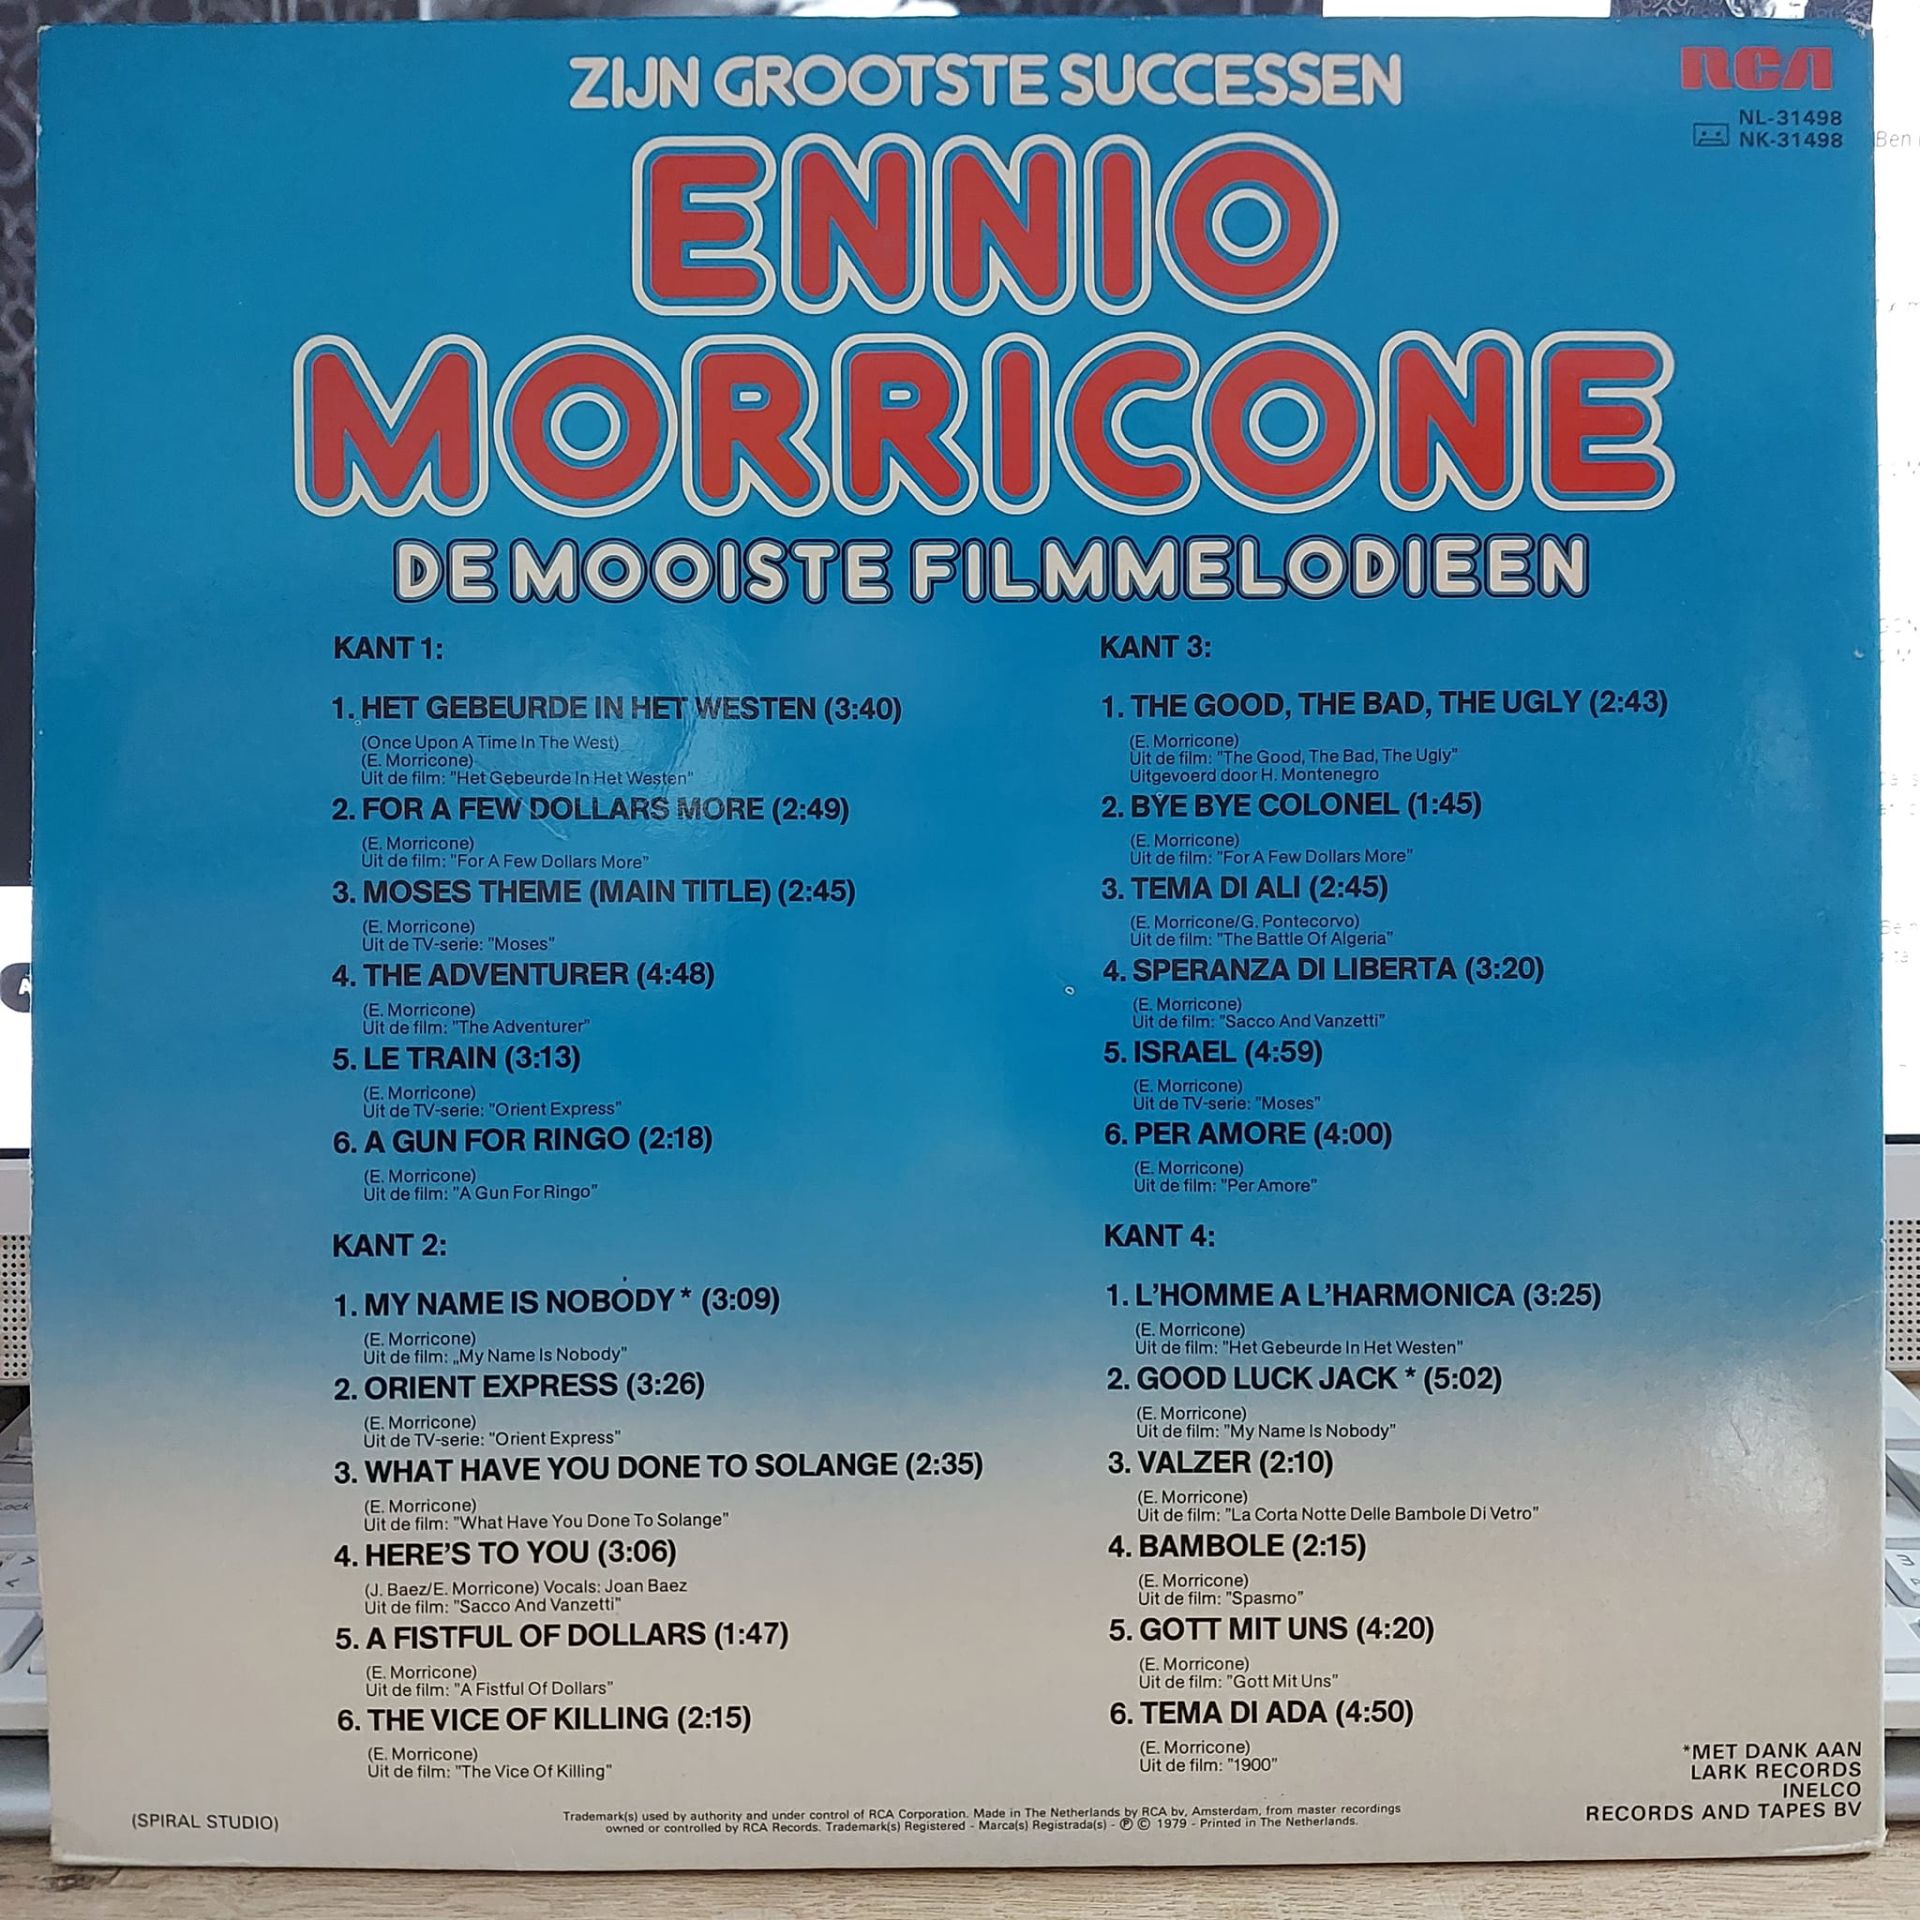 ZIJN GROOTSTE SUCCESSEN
RCA
NL-31498
NK-31498
ENNIO
MORRICONE
DE MOOISTE FILMMELODIEEN
KANT 1:
1. HET GEBEURDE IN HET WESTEN (3:40)
(Once Upon A Time In The West)
(E. Morricone)
Uit de film: "Het Gebeurde In Het Westen"
2. FOR A FEW DOLLARS MORE (2:49)
(E. Morricone)
Uit de film: "For A Few Dollars More"
3. MOSES THEME (MAIN TITLE) (2:45)
(E. Morricone)
Uit de TV-serie: "Moses"
4. THE ADVENTURER (4:48)
(E. Morricone)
Uit de film: "The Adventurer"
5. LE TRAIN (3:13)
(E. Morricone)
Uit de TV-serie: "Orient Express"
6. A GUN FOR RINGO (2:18)
(E. Morricone)
Uit de film: "A Gun For Ringo"
KANT 2:
1. MY NAME IS NOBODY * (3:09)
(E. Morricone)
Uit de film: „My Name Is Nobody"
2. ORIENT EXPRESS (3:26)
(E. Morricone)
Uit de TV-serie: "Orient Express"
3. WHAT HAVE YOU DONE TO SOLANGE (2:35)
(E. Morricone)
Uit de film: "What Have You Done To Solange"
4. HERE'S TO YOU (3:06)
(J. Baez/E. Morricone) Vocals: Joan Baez
Uit de film: "Sacco And Vanzetti"
5. A FISTFUL OF DOLLARS (1:47)
(E. Morricone)
Uit de film: "A Fistful Of Dollars"
6. THE VICE OF KILLING (2:15)
(E. Morricone)
Uit de film: "The Vice Of Killing"
KANT 3:
1. THE GOOD, THE BAD, THE UGLY (2:43)
(E. Morricone)
Uit de film: "The Good, The Bad, The Ugly"
Uitgevoerd door H. Montenegro
2. BYE BYE COLONEL (1:45)
(E. Morricone)
Uit de film: "For A Few Dollars More"
3. TEMA DI ALI (2:45)
(E. Morricone/G. Pontecorvo)
Uit de film: "The Battle Of Algeria"
4. SPERANZA DI LIBERTA (3:20)
(E. Morricone)
Uit de film: "Sacco And Vanzetti"
5. ISRAEL (4:59)
(E. Morricone)
Uit de TV-serie: "Moses"
6. PER AMORE (4:00)
(E. Morricone)
Uit de film: "Per Amore"
KANT 4:
1. L'HOMME A L'HARMONICA (3:25)
(E. Morricone)
Uit de film: "Het Gebeurde In Het Westen"
2. GOOD LUCK JACK * (5:02)
(E. Morricone)
Uit de film: "My Name Is Nobody"
3. VALZER (2:10)
(E. Morricone)
Uit de film: "La Corta Notte Delle Bambole Di Vetro"
4. BAMBOLE (2:15)
(E. Morricone)
Uit de film: "Spasmo"
5. GOTT MIT UNS (4:20)
(E. Morricone)
Uit de film: "Gott Mit Uns"
6. TEMA DI ADA (4:50)
(E. Morricone)
Uit de film: "1900"
*MET DANK AAN
LARK RECORDS
INELCO
RECORDS AND TAPES BV
(SPIRAL STUDIO)
Trademark(s) used by authority and under control of RCA Corporation. Made in The Netherlands by RCA bv, Amsterdam, from master recordings
owned or controlled by RCA Records. Trademark(s) Registered - Marca(s) Registrada(s) - ℗ © 1979 - Printed in The Netherlands.
Ben